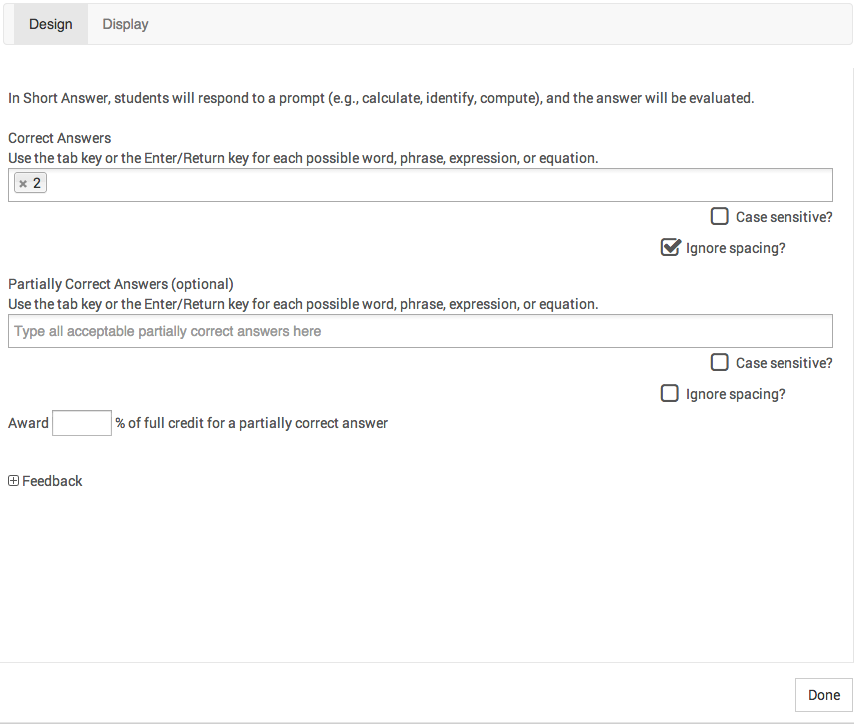 Design Display
In Short Answer, students will respond to a prompt (e.g., calculate, identify, compute), and the answer will be evaluated.
Correct Answers
Use the tab key or the Enter/Return key for each possible word, phrase, expression, or equation.
× 2
Case sensitive?
Ignore spacing?
Partially Correct Answers (optional)
Use the tab key or the Enter/Return key for each possible word, phrase, expression, or equation.
Type all acceptable partially correct answers here
Case sensitive?
Ignore spacing?
Award % of full credit for a partially correct answer
Feedback
Done